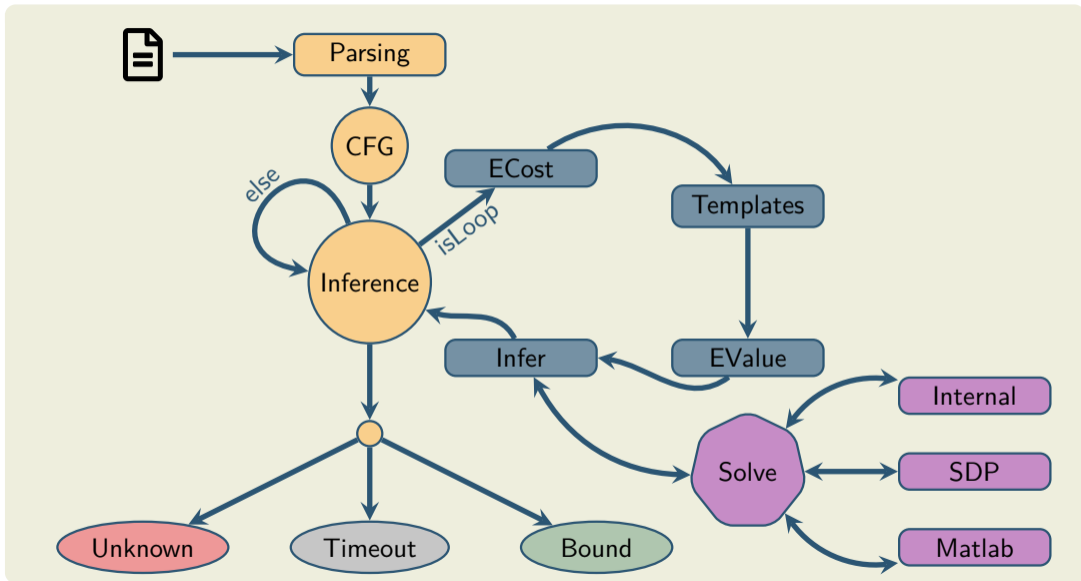 Parsing
CFG
ECost
else
Templates
isLoop
Inference
Infer
EValue
Internal
Solve
SDP
Unknown
Timeout
Bound
Matlab